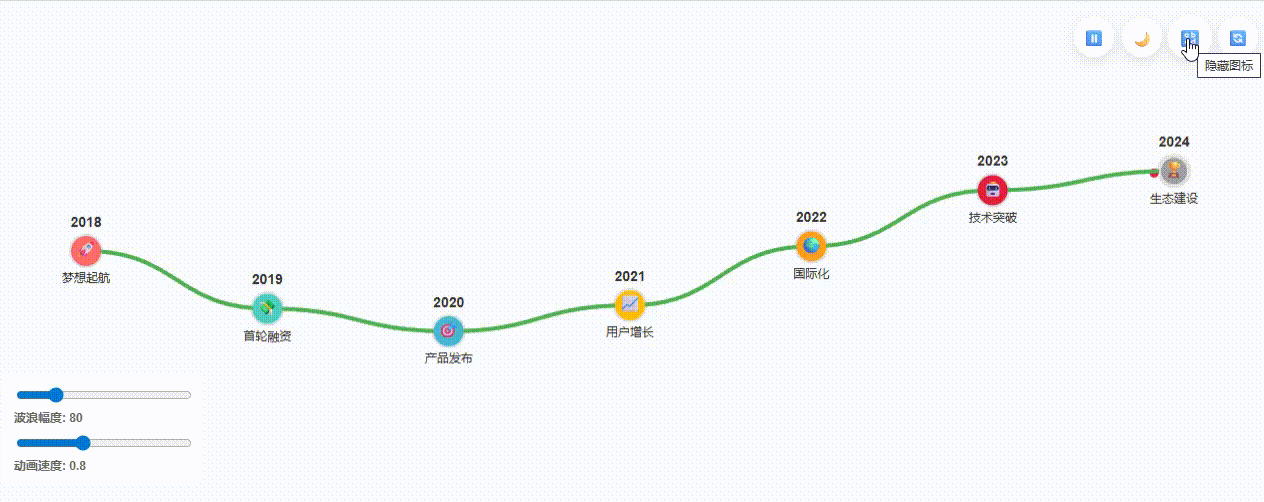 隐藏图标
2024
生态建设
2023
技术突破
2022
国际化
2018
梦想起航
2021
用户增长
2019
首轮融资
2020
产品发布
波浪幅度: 80
动画速度: 0.8